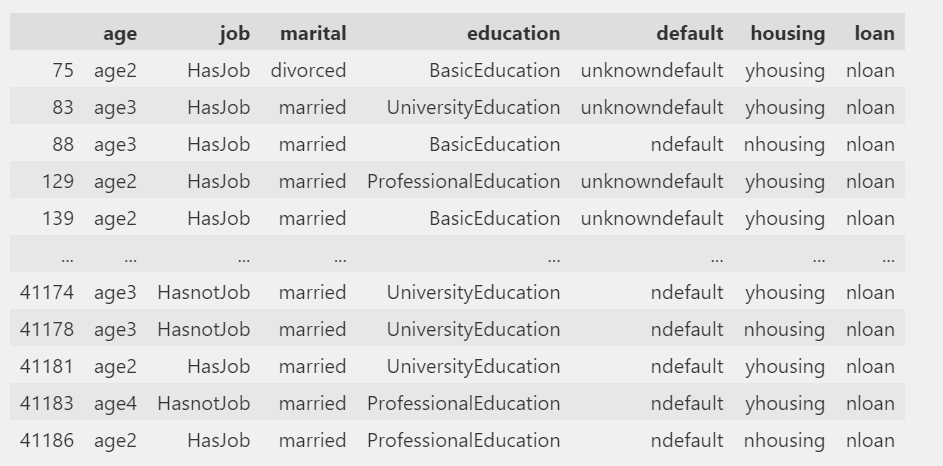 age job marital education default housing loan
75 age2 HasJob divorced BasicEducation unknowndefault yhousing nloan
83 age3 HasJob married UniversityEducation unknowndefault yhousing nloan
88 age3 HasJob married BasicEducation ndefault nhousing nloan
129 age2 HasJob married ProfessionalEducation unknowndefault yhousing nloan
139 age2 HasJob married BasicEducation unknowndefault yhousing nloan
... ... ... ... ... ... ... ...
41174 age3 HasnotJob married UniversityEducation ndefault yhousing nloan
41178 age3 HasnotJob married UniversityEducation ndefault nhousing nloan
41181 age2 HasJob married UniversityEducation ndefault yhousing nloan
41183 age4 HasnotJob married ProfessionalEducation ndefault yhousing nloan
41186 age2 HasJob married ProfessionalEducation ndefault nhousing nloan